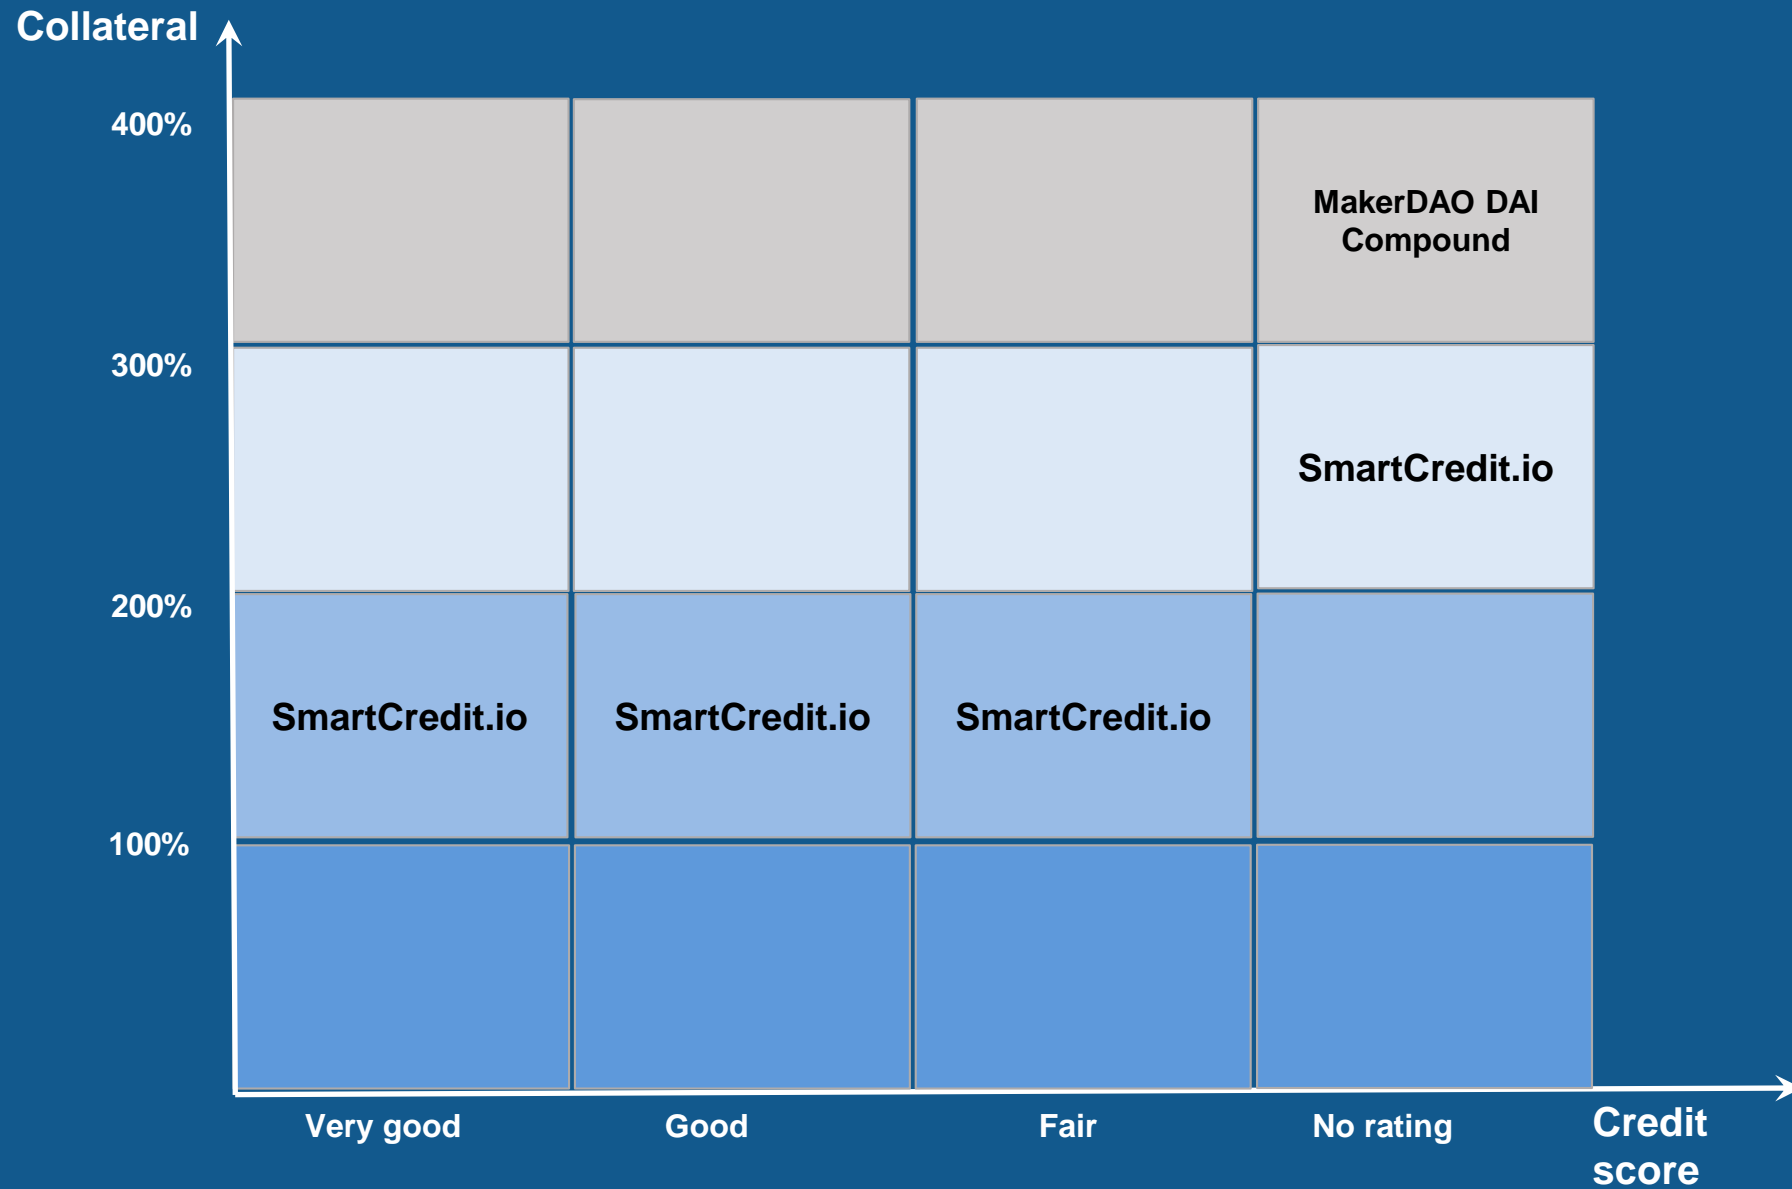 Collateral
400%
MakerDAO DAI
Compound
300%
SmartCredit.io
200%
SmartCredit.io
SmartCredit.io
SmartCredit.io
100%
Very good
Good
Fair
No rating
Credit
score